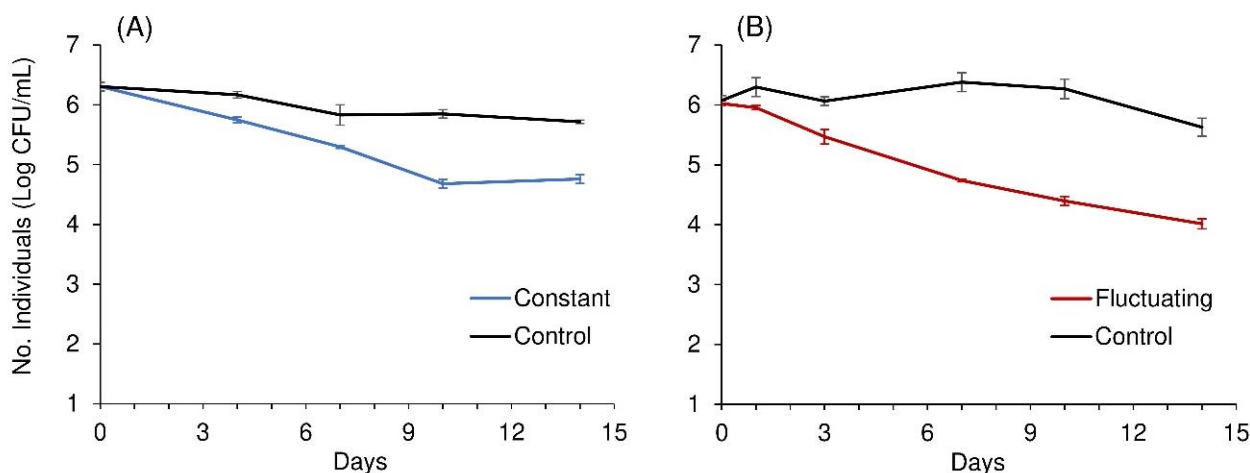 (A)
No. Individuals (Log CFU/mL)
7
6
5
4
3
2
1
0 3 6 9 12 15
Days
Constant
Control
(B)
7
6
5
4
3
2
1
0 3 6 9 12 15
Days
Fluctuating
Control